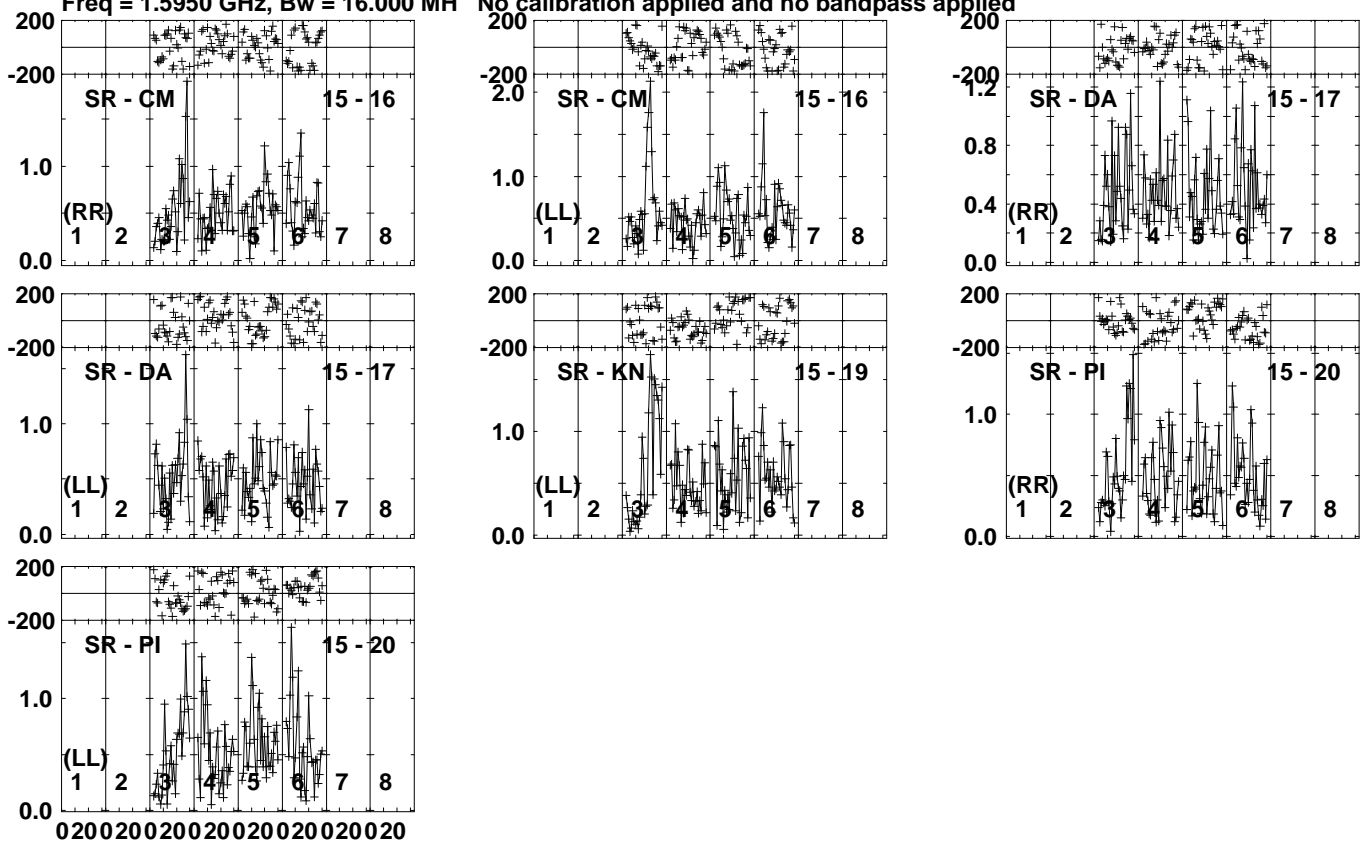 Freq = 1.5950 GHz, Bw = 16.000 MH No calibration applied and no bandpass applied
200
-200
SR - CM 15 - 16
1.0
(RR)
1 2 3 4 5 6 7 8
0.0
200
-200
2.0
SR - CM 15 - 16
1.0
(LL)
1 2 3 4 5 6 7 8
0.0
200
-200
1.2
SR - DA 15 - 17
0.8
0.4
(RR)
1 2 3 4 5 6 7 8
0.0
200
-200
SR - DA 15 - 17
1.0
(LL)
1 2 3 4 5 6 7 8
0.0
200
-200
SR - KN 15 - 19
1.0
(LL)
1 2 3 4 5 6 7 8
0.0
200
-200
SR - PI 15 - 20
1.0
(RR)
1 2 3 4 5 6 7 8
0.0
200
-200
SR - PI 15 - 20
1.0
(LL)
1 2 3 4 5 6 7 8
0.0
0 20 0 20 0 20 0 20 0 20 0 20 0 20 0 20